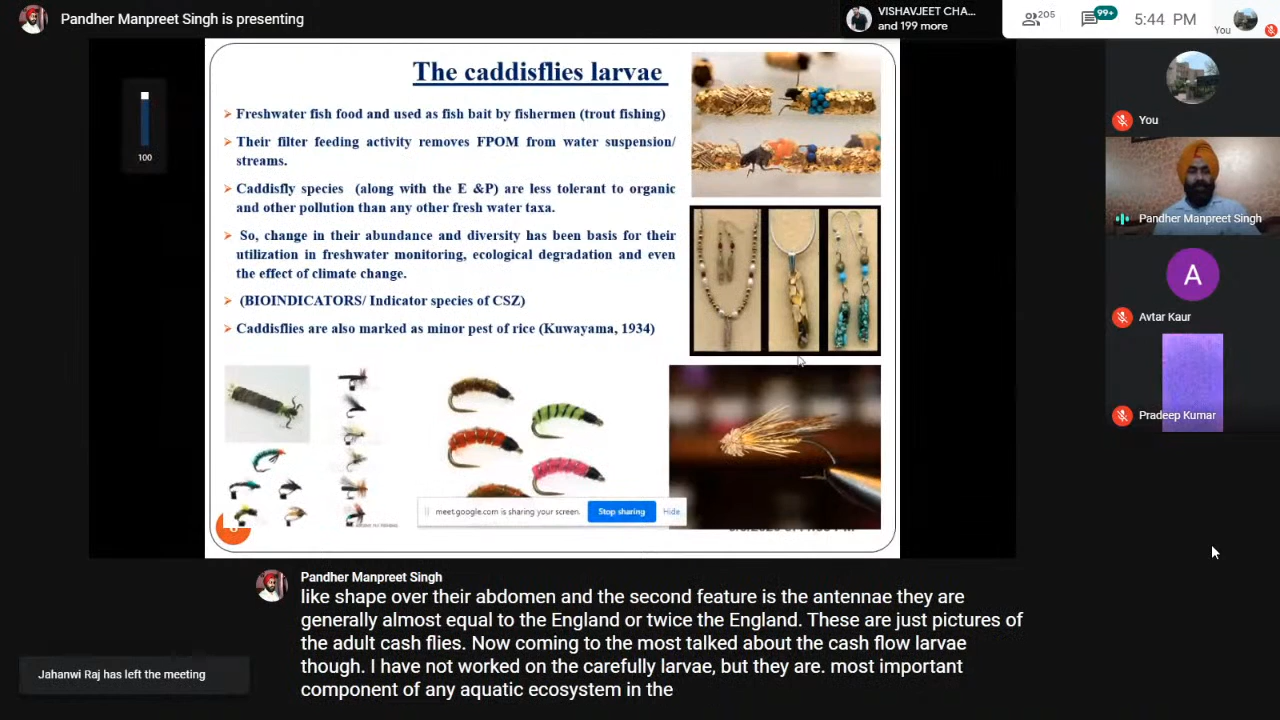 Pandher Manpreet Singh is presenting
VISHAVJEET CHA...
and 199 more
205
99+
5:44 PM
You
100
The caddisflies larvae
➢ Freshwater fish food and used as fish bait by fishermen (trout fishing)
➢ Their filter feeding activity removes FPOM from water suspension/
streams.
➢ Caddisfly species (along with the E &P) are less tolerant to organic
and other pollution than any other fresh water taxa.
➢ So, change in their abundance and diversity has been basis for their
utilization in freshwater monitoring, ecological degradation and even
the effect of climate change.
➢ (BIOINDICATORS/ Indicator species of CSZ)
➢ Caddisflies are also marked as minor pest of rice (Kuwayama, 1934)
meet.google.com is sharing your screen.
Stop sharing
Hide
You
Pandher Manpreet Singh
A
Avtar Kaur
Pradeep Kumar
Pandher Manpreet Singh
like shape over their abdomen and the second feature is the antennae they are
generally almost equal to the England or twice the England. These are just pictures of
the adult cash flies. Now coming to the most talked about the cash flow larvae
though. I have not worked on the carefully larvae, but they are. most important
component of any aquatic ecosystem in the
Jahanwi Raj has left the meeting